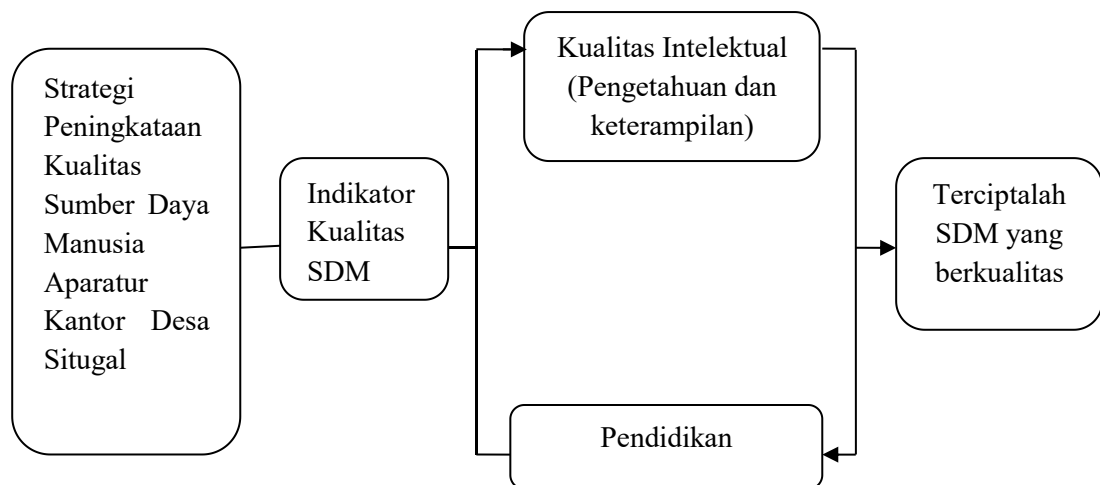 Strategi
Peningkataan
Kualitas
Sumber Daya
Manusia
Aparatur
Kantor Desa
Situgal
Indikator
Kualitas
SDM
Kualitas Intelektual
(Pengetahuan dan
keterampilan)
Pendidikan
Terciptalah
SDM yang
berkualitas